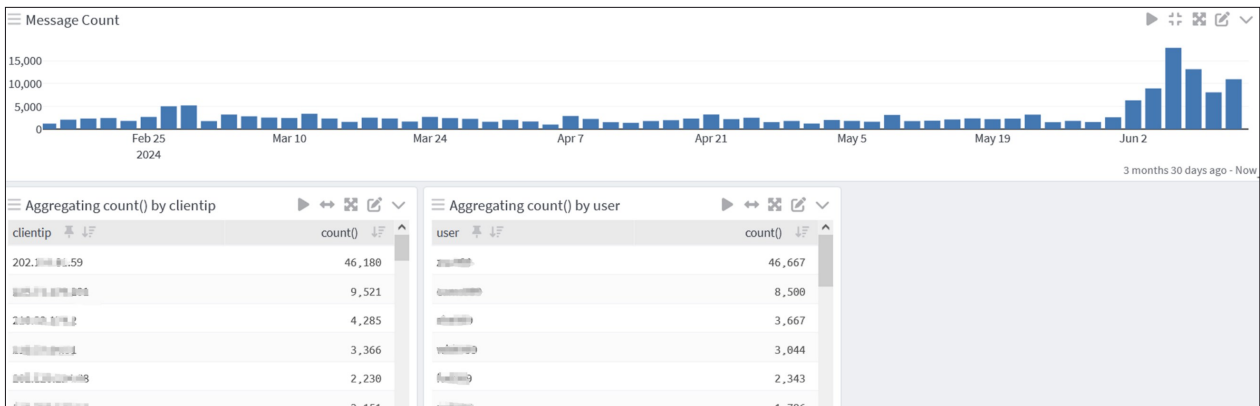 Message Count
15,000
10,000
5,000
0
Feb 25 Mar 10 Mar 24 Apr 7 Apr 21 May 5 May 19 Jun 2
2024
3 months 30 days ago - Now
Aggregating count() by clientip
clientip count()
46,180
9,521
4,285
3,366
2,230
Aggregating count() by user
user count()
46,667
8,500
3,667
3,044
2,343